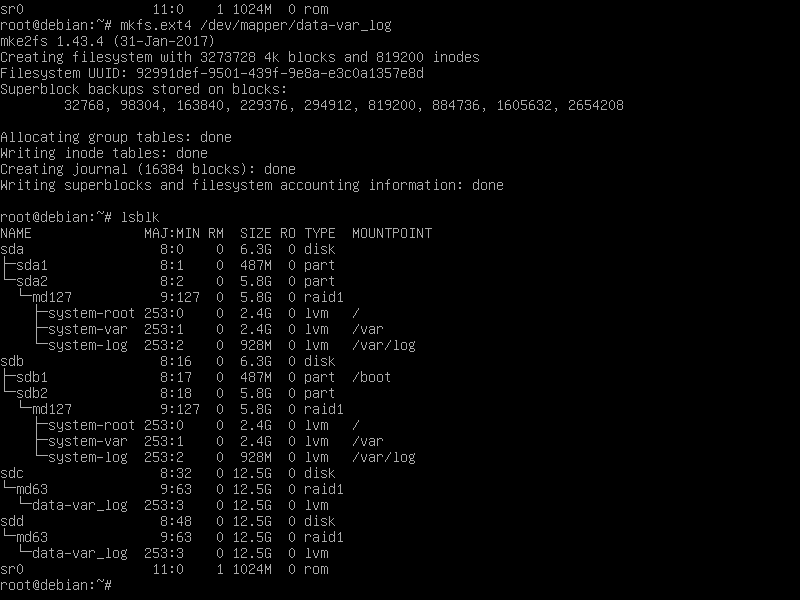 sr0                11:0    1 1024M  0 rom
root@debian:~# mkfs.ext4 /dev/mapper/data-var_log
mke2fs 1.43.4 (31-Jan-2017)
Creating filesystem with 3273728 4k blocks and 819200 inodes
Filesystem UUID: 92991def-9501-439f-9e8a-e3c0a1357e8d
Superblock backups stored on blocks:
        32768, 98304, 163840, 229376, 294912, 819200, 884736, 1605632, 2654208

Allocating group tables: done
Writing inode tables: done
Creating journal (16384 blocks): done
Writing superblocks and filesystem accounting information: done

root@debian:~# lsblk
NAME              MAJ:MIN RM  SIZE RO TYPE  MOUNTPOINT
sda                 8:0    0  6.3G  0 disk
├─sda1              8:1    0  487M  0 part
└─sda2              8:2    0  5.8G  0 part
  └─md127           9:127  0  5.8G  0 raid1
    ├─system-root 253:0    0  2.4G  0 lvm   /
    ├─system-var  253:1    0  2.4G  0 lvm   /var
    └─system-log  253:2    0  928M  0 lvm   /var/log
sdb                 8:16   0  6.3G  0 disk
├─sdb1              8:17   0  487M  0 part  /boot
└─sdb2              8:18   0  5.8G  0 part
  └─md127           9:127  0  5.8G  0 raid1
    ├─system-root 253:0    0  2.4G  0 lvm   /
    ├─system-var  253:1    0  2.4G  0 lvm   /var
    └─system-log  253:2    0  928M  0 lvm   /var/log
sdc                 8:32   0 12.5G  0 disk
└─md63              9:63   0 12.5G  0 raid1
  └─data-var_log  253:3    0 12.5G  0 lvm
sdd                 8:48   0 12.5G  0 disk
└─md63              9:63   0 12.5G  0 raid1
  └─data-var_log  253:3    0 12.5G  0 lvm
sr0                11:0    1 1024M  0 rom
root@debian:~#